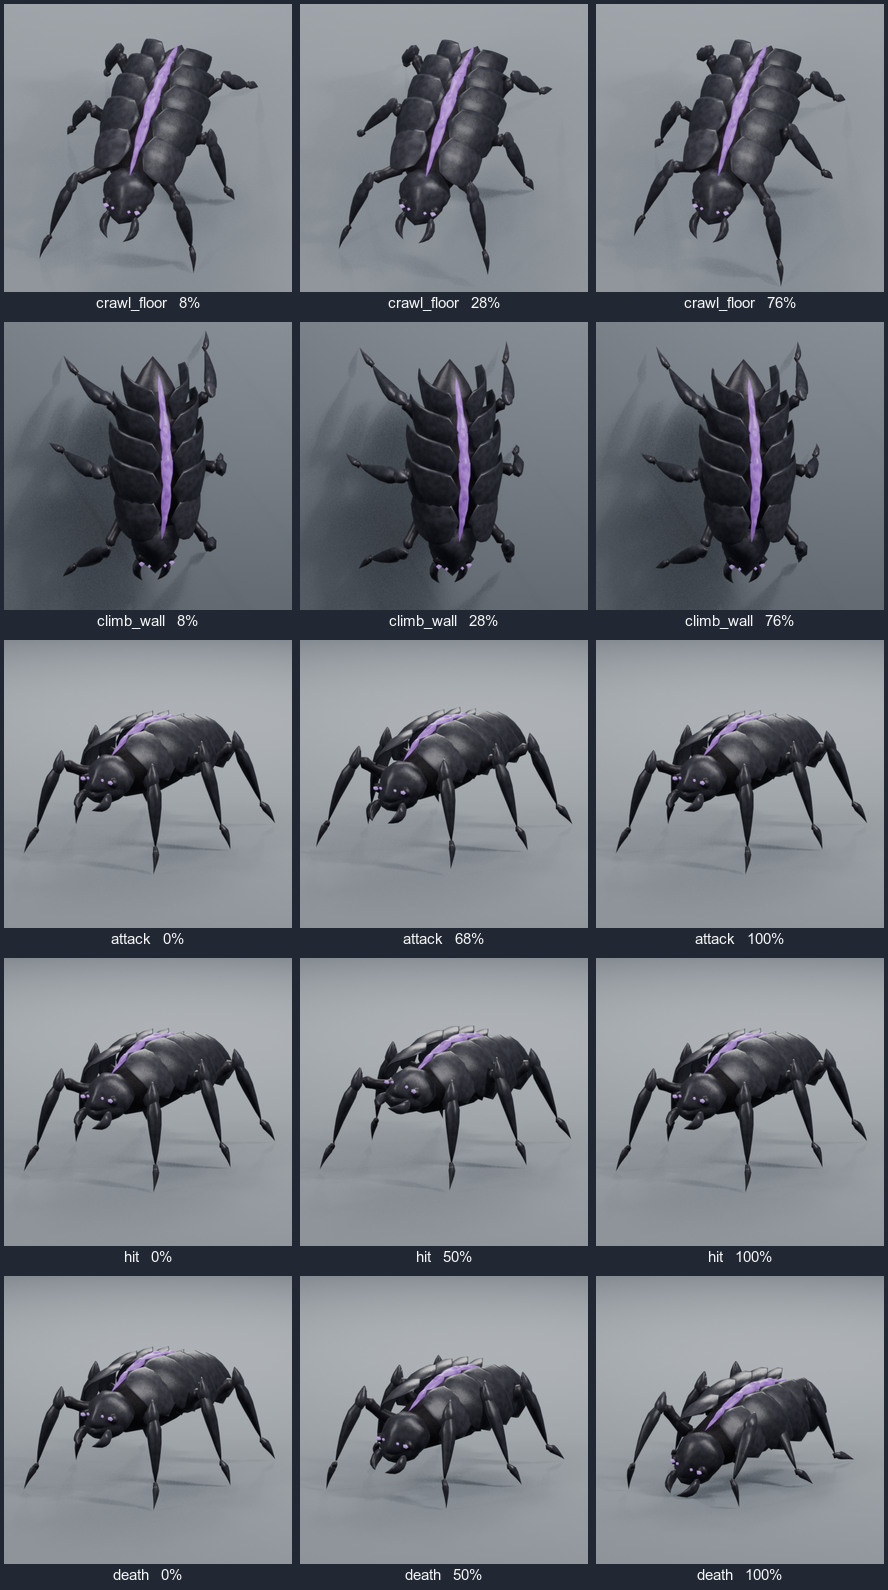 crawl_floor 8%
crawl_floor 28%
crawl_floor 76%
climb_wall 8%
climb_wall 28%
climb_wall 76%
attack 0%
attack 68%
attack 100%
hit 0%
hit 50%
hit 100%
death 0%
death 50%
death 100%